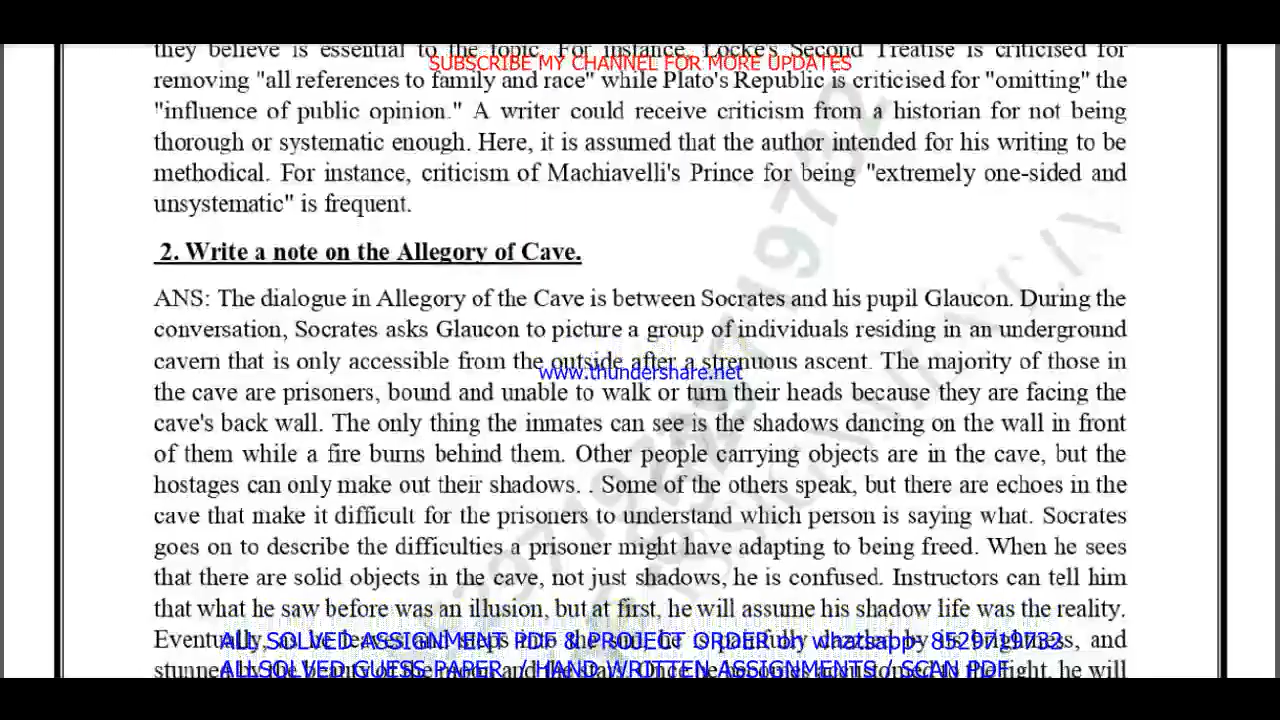 they believe is essential to the topic. For instance, Locke's Second Treatise is criticised for
SUBSCRIBE MY CHANNEL FOR MORE UPDATES
removing "all references to family and race" while Plato's Republic is criticised for "omitting" the
"influence of public opinion." A writer could receive criticism from a historian for not being
thorough or systematic enough. Here, it is assumed that the author intended for his writing to be
methodical. For instance, criticism of Machiavelli's Prince for being "extremely one-sided and
unsystematic" is frequent.
2. Write a note on the Allegory of Cave.
ANS: The dialogue in Allegory of the Cave is between Socrates and his pupil Glaucon. During the
conversation, Socrates asks Glaucon to picture a group of individuals residing in an underground
cavern that is only accessible from the outside after a strenuous ascent. The majority of those in
www.thundershare.net
the cave are prisoners, bound and unable to walk or turn their heads because they are facing the
cave's back wall. The only thing the inmates can see is the shadows dancing on the wall in front
of them while a fire burns behind them. Other people carrying objects are in the cave, but the
hostages can only make out their shadows. . Some of the others speak, but there are echoes in the
cave that make it difficult for the prisoners to understand which person is saying what. Socrates
goes on to describe the difficulties a prisoner might have adapting to being freed. When he sees
that there are solid objects in the cave, not just shadows, he is confused. Instructors can tell him
that what he saw before was an illusion, but at first, he will assume his shadow life was the reality.
Eventually, and
ALL SOLVED ASSIGNMENT PDF & PROJECT ORDER on whatsapp - 8529719732
he will
ALL SOLVED GUESS PAPER / HAND WRITTEN ASSIGNMENTS / SCAN PDF